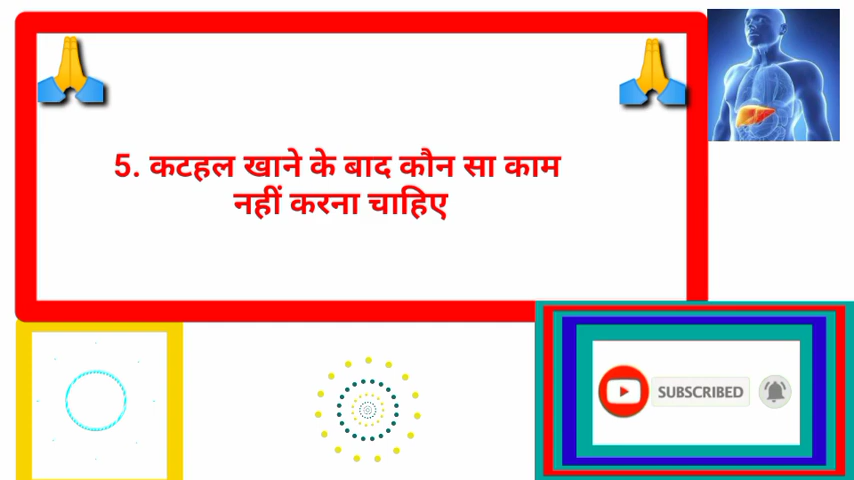 5. कटहल खाने के बाद कौन सा काम
नहीं करना चाहिए
SUBSCRIBED